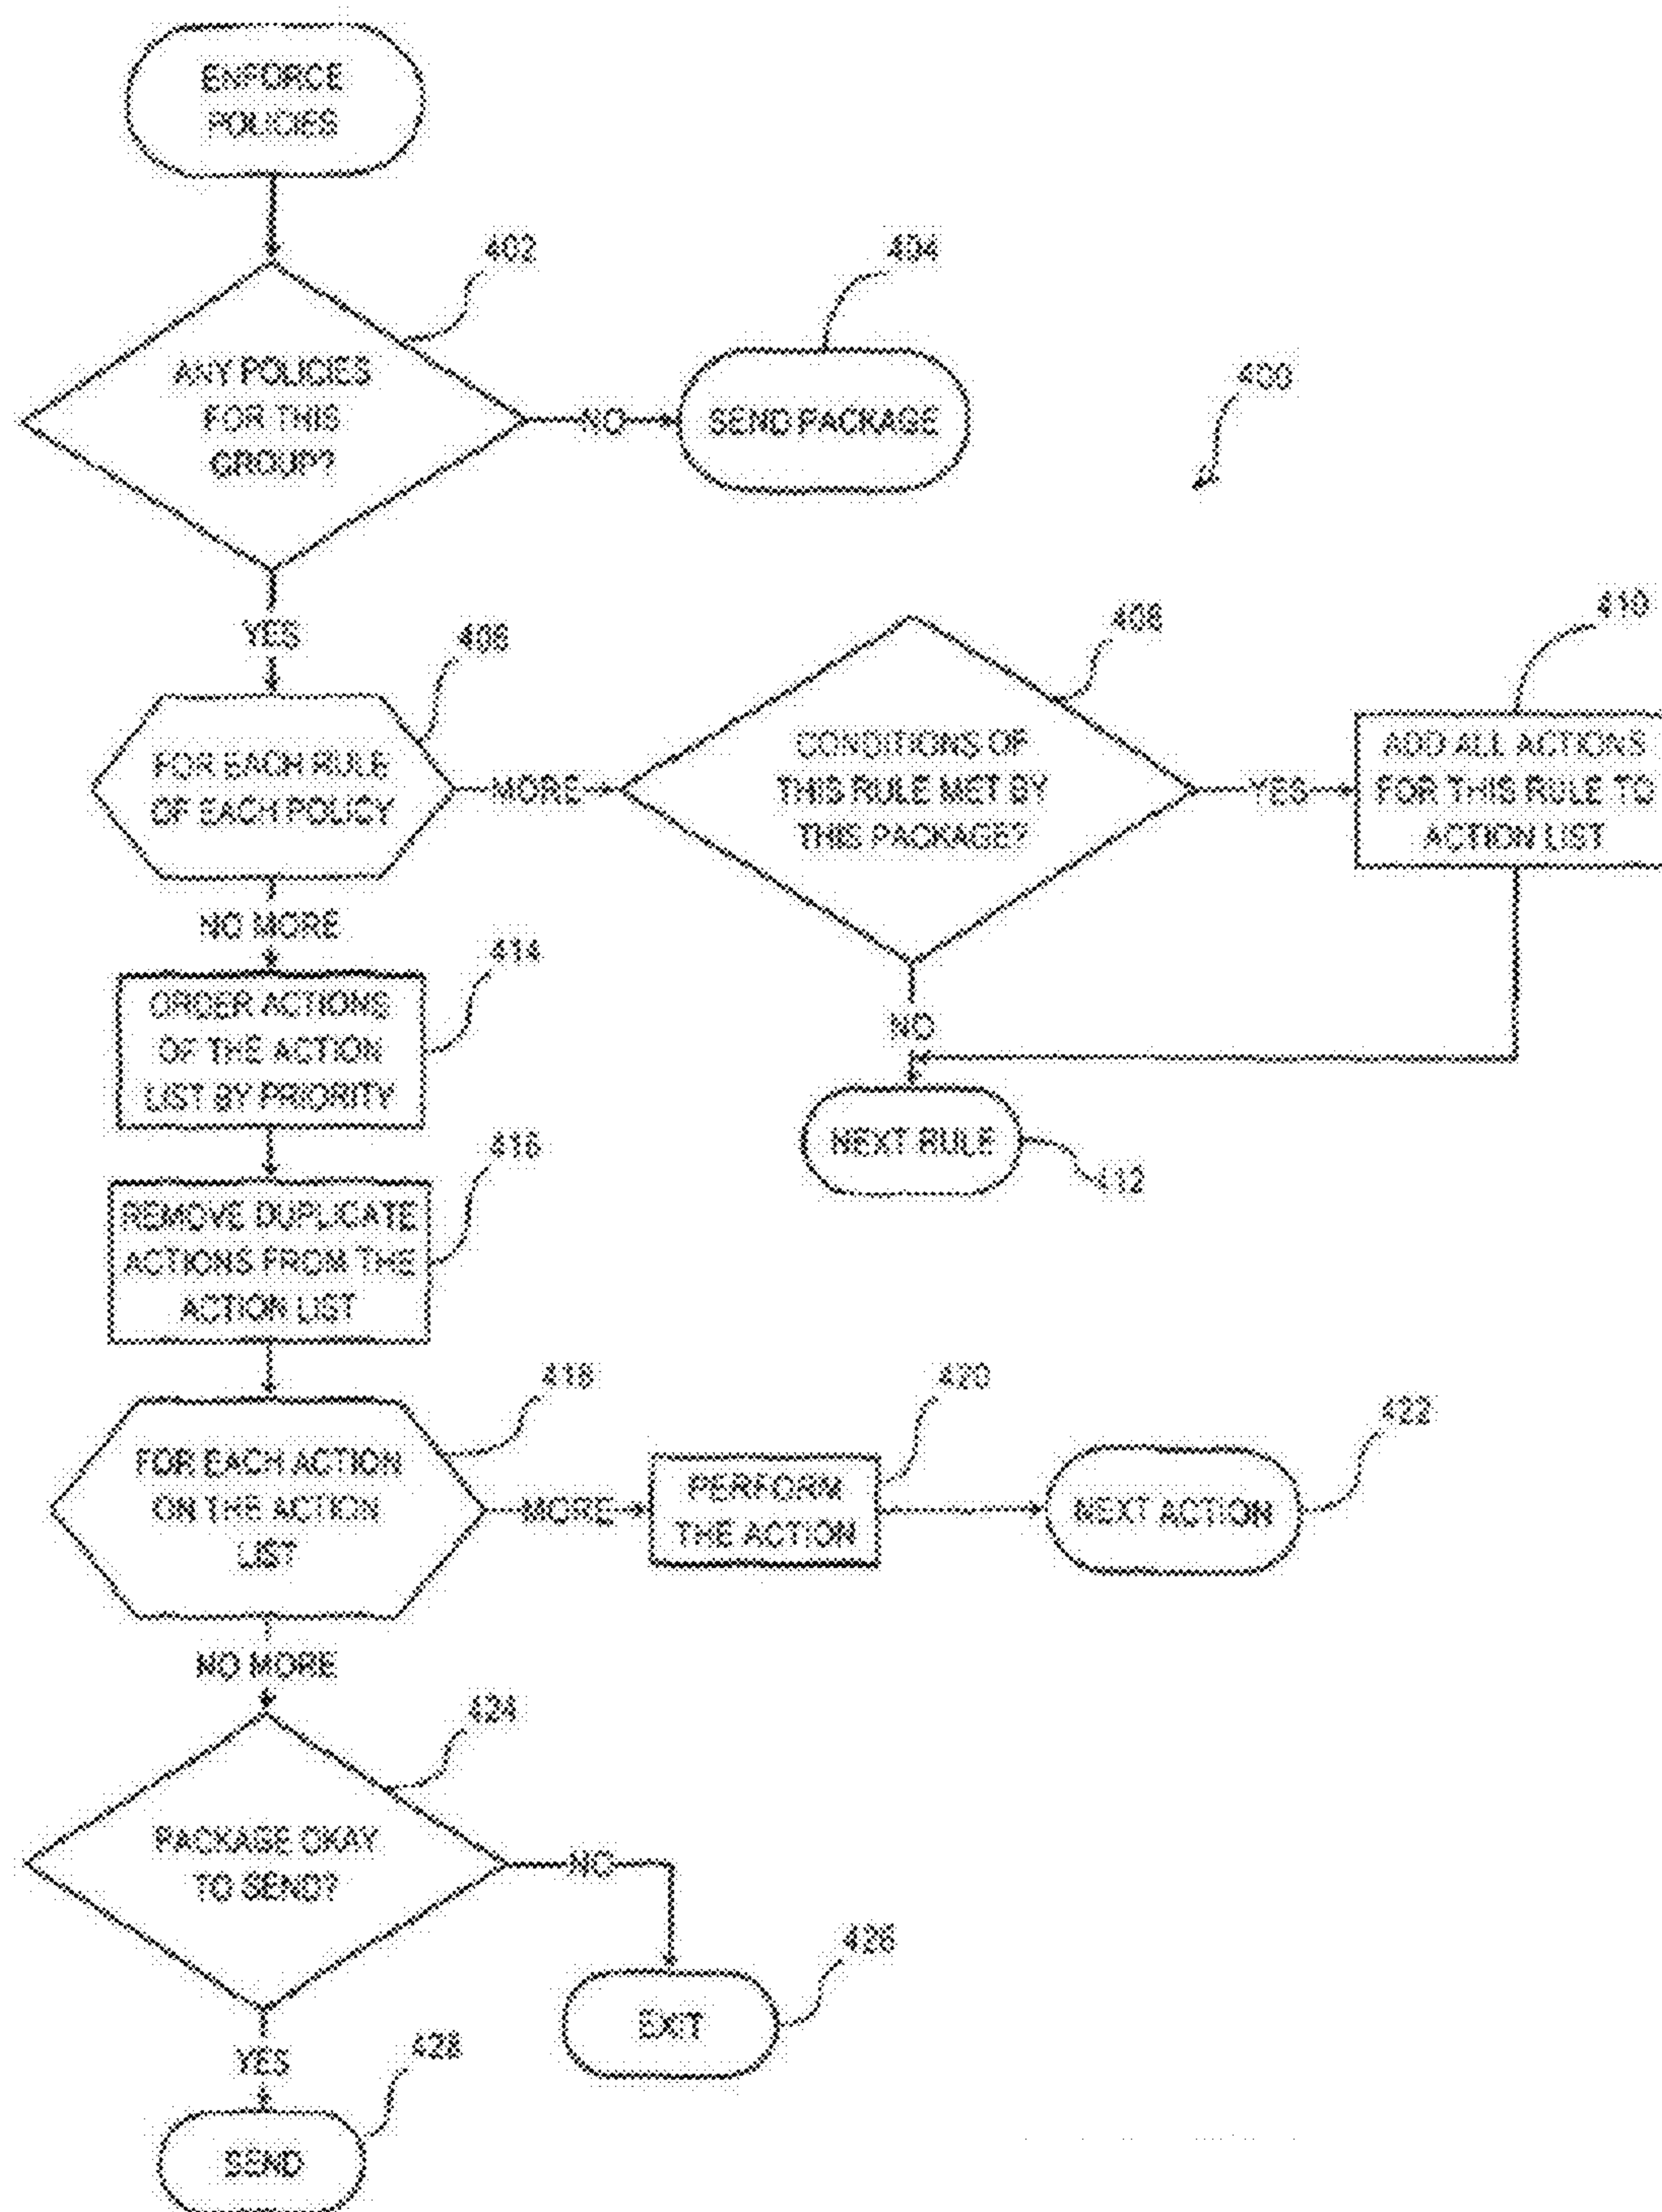 ENFORCE
POLICIES
402
404
ANY POLICIES
FOR THIS
GROUP?
NO
SEND PACKAGE
400
YES
406
408
410
FOR EACH RULE
OF EACH POLICY
MORE
CONDITIONS OF
THIS RULE MET BY
THIS PACKAGE?
YES
ADD ALL ACTIONS
FOR THIS RULE TO
ACTION LIST
NO MORE
414
ORDER ACTIONS
OF THE ACTION
LIST BY PRIORITY
NO
NEXT RULE
412
416
REMOVE DUPLICATE
ACTIONS FROM THE
ACTION LIST
418
420
422
FOR EACH ACTION
ON THE ACTION
LIST
MORE
PERFORM
THE ACTION
NEXT ACTION
NO MORE
424
PACKAGE OKAY
TO SEND?
NO
426
EXIT
YES
428
SEND